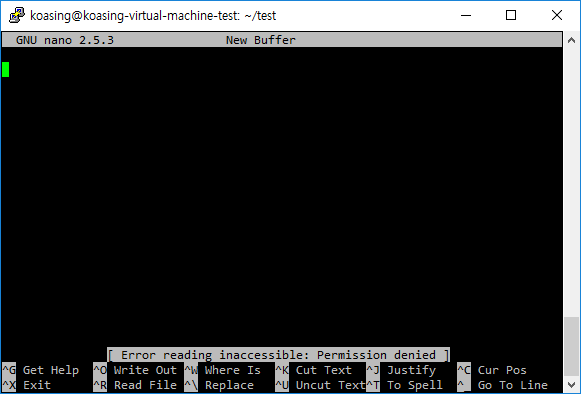 koasing@koasing-virtual-machine-test: ~/test
GNU nano 2.5.3 New Buffer
[ Error reading inaccessible: Permission denied ]
^G Get Help ^O Write Out ^W Where Is ^K Cut Text ^J Justify ^C Cur Pos
^X Exit ^R Read File ^\ Replace ^U Uncut Text ^T To Spell ^_ Go To Line